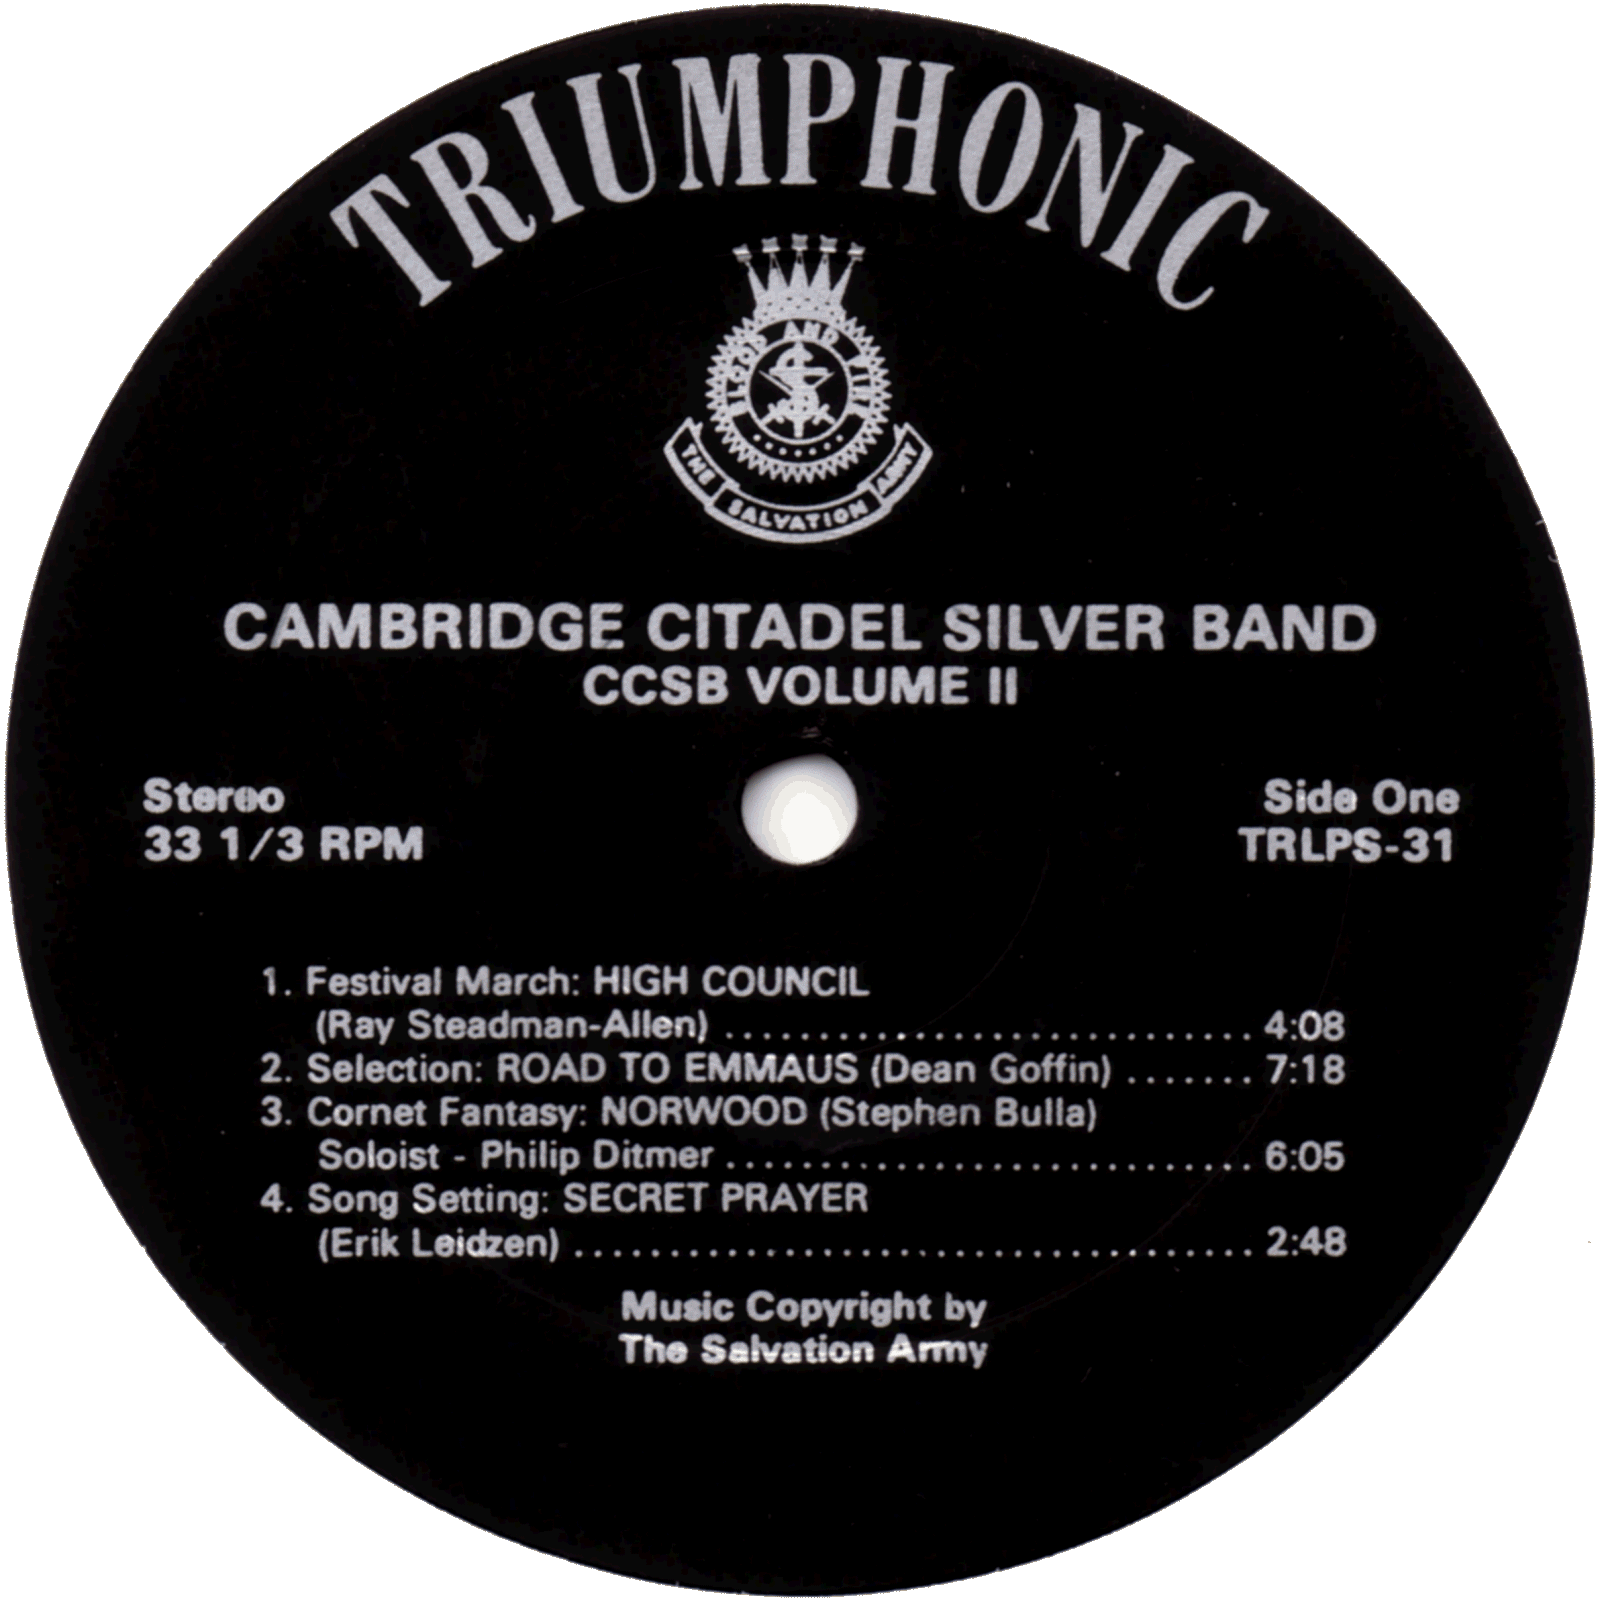 TRIUMPHONIC
BLOOD AND FIRE
THE SALVATION ARMY
CAMBRIDGE CITADEL SILVER BAND
CCSB VOLUME II
Stereo
33 1/3 RPM
Side One
TRLPS-31
1. Festival March: HIGH COUNCIL
(Ray Steadman-Allen) ............................ 4:08
2. Selection: ROAD TO EMMAUS (Dean Goffin) ....... 7:18
3. Cornet Fantasy: NORWOOD (Stephen Bulla)
Soloist - Philip Ditmer ............................ 6:05
4. Song Setting: SECRET PRAYER
(Erik Leidzen) .................................... 2:48
Music Copyright by
The Salvation Army